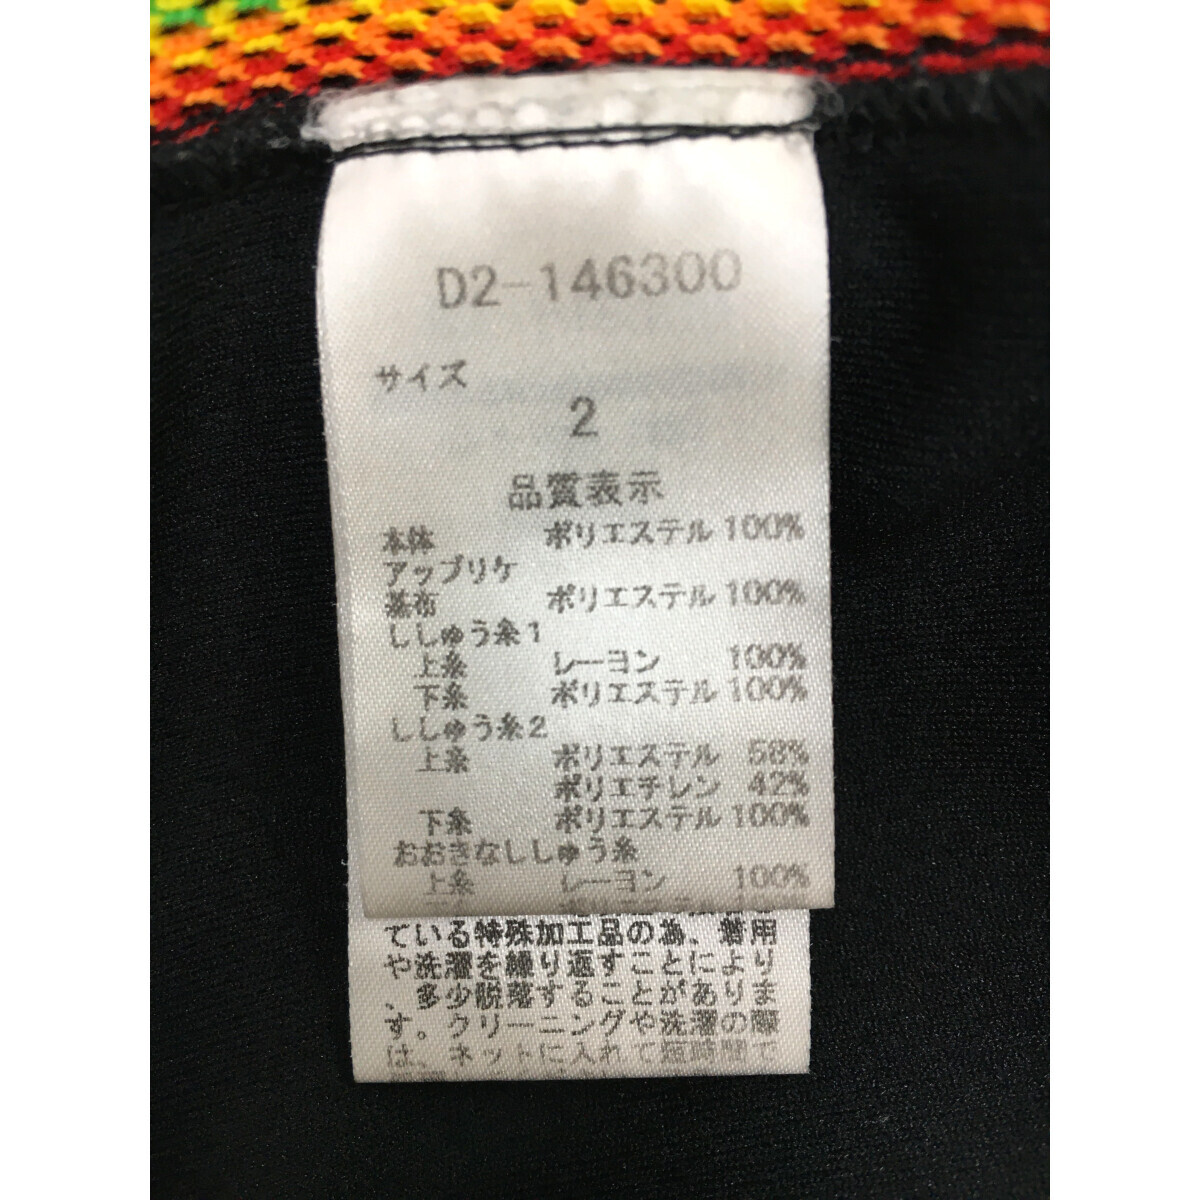 D2-146300
サイズ
2
品質表示
本体 ポリエステル 100%
アップリケ
基布 ポリエステル 100%
ししゅう糸1
上糸 レーヨン 100%
下糸 ポリエステル 100%
ししゅう糸2
上糸 ポリエステル 58%
ポリエチレン 42%
下糸 ポリエステル 100%
おおきなししゅう糸
上糸 レーヨン 100%
ている特殊加工品の為、着用
や洗濯を繰り返すことにより
、多少脱落することがありま
す。クリーニングや洗濯の際
は、ネットに入れて短時間で